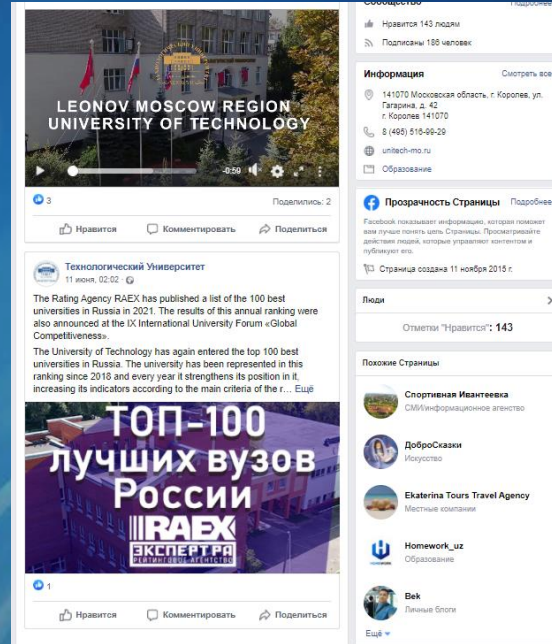 LEONOV MOSCOW REGION
UNIVERSITY OF TECHNOLOGY
-0:59
3
Поделились: 2
Нравится Комментировать Поделиться
Технологический Университет
11 июня, 02:02
The Rating Agency RAEX has published a list of the 100 best
universities in Russia in 2021. The results of this annual ranking were
also announced at the IX International University Forum «Global
Competitiveness».
The University of Technology has again entered the top 100 best
universities in Russia. The university has been represented in this
ranking since 2018 and every year it strengthens its position in it,
increasing its indicators according to the main criteria of the r... Ещё
ТОП-100
лучших вузов
России
RAEX
ЭКСПЕРТ РА
РЕЙТИНГОВОЕ АГЕНТСТВО
1
Нравится Комментировать Поделиться
Сообщество Подробнее
Нравится 143 людям
Подписаны 186 человек
Информация Смотреть все
141070 Московская область, г. Королев, ул.
Гагарина, д. 42
г. Королев 141070
8 (495) 516-99-29
unitech-mo.ru
Образование
Прозрачность Страницы Подробнее
Facebook показывает информацию, которая поможет
вам лучше понять цель Страницы. Просматривайте
действия людей, которые управляют контентом и
публикуют его.
Страница создана 11 ноября 2015 г.
Люди
Отметки "Нравится": 143
Похожие Страницы
Спортивная Ивантеевка
СМИ/информационное агенство
ДоброСказки
Искусство
Ekaterina Tours Travel Agency
Местные компании
Homework_uz
Образование
Bek
Личные блоги
Ещё